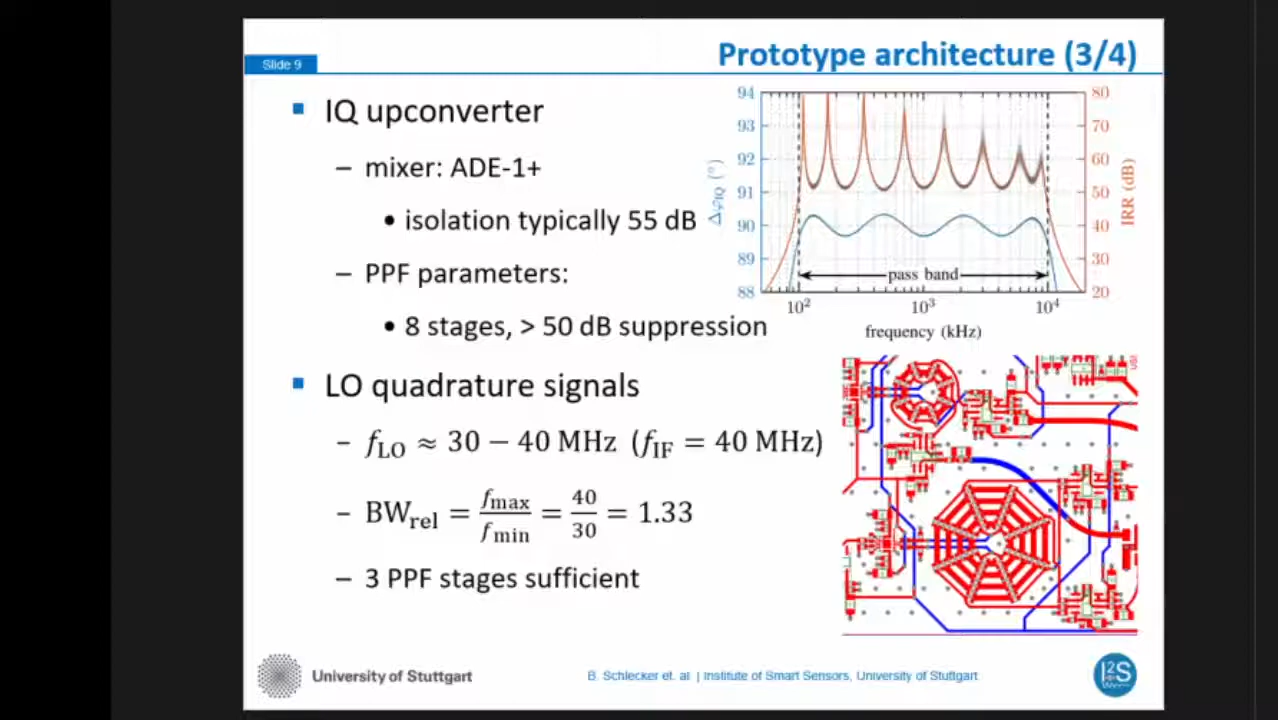 Prototype architecture (3/4)
Slide 9
▪ IQ upconverter
– mixer: ADE-1+
• isolation typically 55 dB
– PPF parameters:
• 8 stages, > 50 dB suppression
▪ LO quadrature signals
– f_LO ≈ 30 − 40 MHz (f_IF = 40 MHz)
– BW_rel = f_max/f_min = 40/30 = 1.33
– 3 PPF stages sufficient
94
93
92
91
90
89
88
Δφ_IQ (°)
80
70
60
50
40
30
20
IRR (dB)
pass band
10² 10³ 10⁴
frequency (kHz)
University of Stuttgart
B. Schlecker et. al | Institute of Smart Sensors, University of Stuttgart
I²S